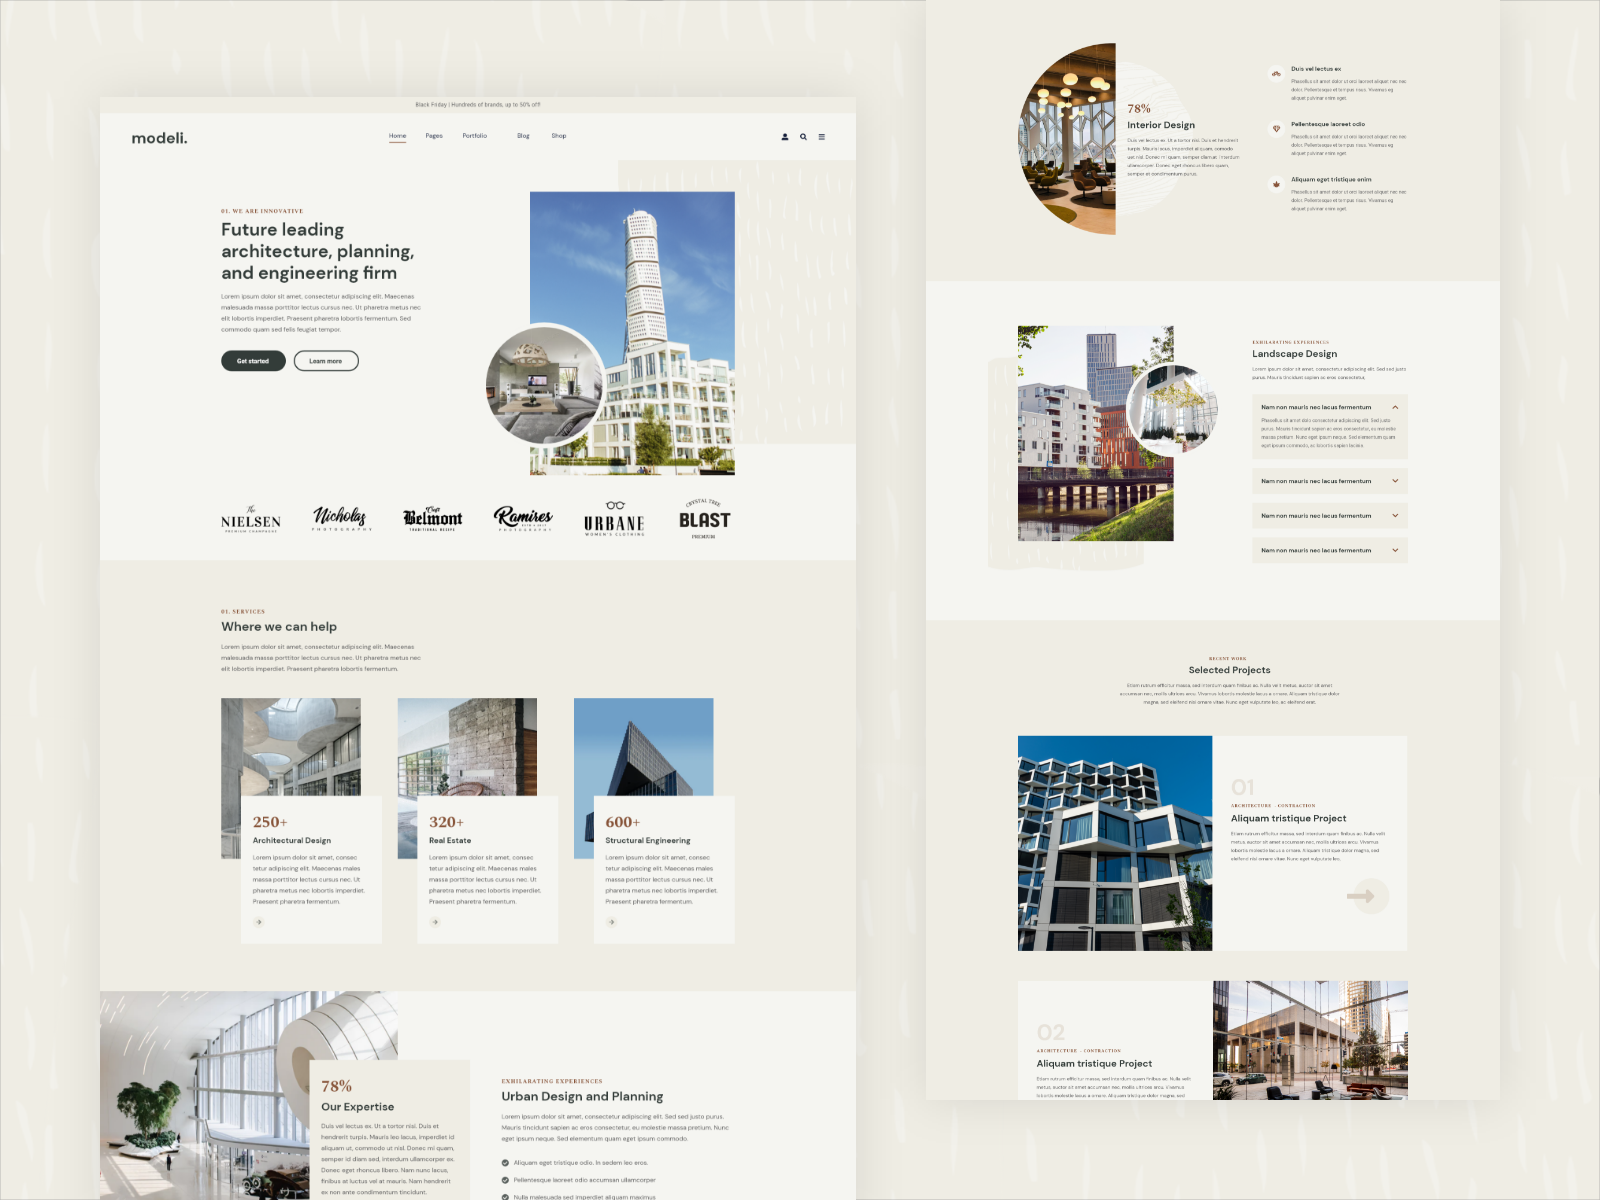 Black Friday | Hundreds of brands, up to 50% off!
modeli.
Home
Pages
Portfolio
Blog
Shop
01. WE ARE INNOVATIVE
Future leading
architecture, planning,
and engineering firm
Lorem ipsum dolor sit amet, consectetur adipiscing elit. Maecenas
malesuada massa porttitor lectus cursus nec. Ut pharetra metus nec
elit lobortis imperdiet. Praesent pharetra lobortis fermentum. Sed
commodo quam sed felis feugiat tempor.
Get started
Learn more
The
NIELSEN
PREMIUM CHAMPAGNE
Nicholas
PHOTOGRAPHY
Craft
Belmont
TRADITIONAL RECIPE
Ramires
PHOTOGRAPHY
URBANE
WOMEN'S CLOTHING
CRYSTAL TREE
BLAST
PREMIUM
01. SERVICES
Where we can help
Lorem ipsum dolor sit amet, consectetur adipiscing elit. Maecenas
malesuada massa porttitor lectus cursus nec. Ut pharetra metus nec
elit lobortis imperdiet. Praesent pharetra lobortis fermentum.
250+
Architectural Design
Lorem ipsum dolor sit amet, consec
tetur adipiscing elit. Maecenas males
massa porttitor lectus cursus nec. Ut
pharetra metus nec lobortis imperdiet.
Praesent pharetra fermentum.
320+
Real Estate
Lorem ipsum dolor sit amet, consec
tetur adipiscing elit. Maecenas males
massa porttitor lectus cursus nec. Ut
pharetra metus nec lobortis imperdiet.
Praesent pharetra fermentum.
600+
Structural Engineering
Lorem ipsum dolor sit amet, consec
tetur adipiscing elit. Maecenas males
massa porttitor lectus cursus nec. Ut
pharetra metus nec lobortis imperdiet.
Praesent pharetra fermentum.
78%
Our Expertise
Duis vel lectus ex. Ut a tortor nisl. Duis et
hendrerit turpis. Mauris leo lacus, imperdiet id
aliquam ut, commodo ut nisl. Donec mi quam,
semper id diam sed, interdum ullamcorper ex.
Donec eget rhoncus libero. Nam nunc lacus,
finibus at luctus vel at mauris. Nam hendrerit
ex non ante condimentum tincidunt.
EXHILARATING EXPERIENCES
Urban Design and Planning
Lorem ipsum dolor sit amet, consectetur adipiscing elit. Sed sed justo purus.
Mauris tincidunt sapien ac eros consectetur, eu molestie massa pretium. Nunc
eget ipsum neque. Sed elementum quam eget ipsum commodo.
Aliquam eget tristique odio. In sedem leo eros.
Pellentesque laoreet odio accumsan ullamcorper
Nulla malesuada sed imperdiet aliquam maximus
78%
Interior Design
Duis vel lectus ex. Ut a tortor nisl. Duis et hendrerit
turpis. Mauris lacus, imperdiet aliquam, comodo
uet nisl. Donec mi quam, semper ullamcorper. Interdum
ullamcorper. Donec eget rhoncus libero quam,
semper et condimentum purus.
Duis vel lectus ex
Phasellus sit amet dolor ut orci laoreet aliquet nec nec
dolor. Pellentesque et tempus risus. Vivamus eg
aliquet pulvinar enim eget.
Pellentesque laoreet odio
Phasellus sit amet dolor ut orci laoreet aliquet nec nec
dolor. Pellentesque et tempus risus. Vivamus eg
aliquet pulvinar enim eget.
Aliquam eget tristique enim
Phasellus sit amet dolor ut orci laoreet aliquet nec nec
dolor. Pellentesque et tempus risus. Vivamus eg
aliquet pulvinar enim eget.
EXHILARATING EXPERIENCES
Landscape Design
Lorem ipsum dolor sit amet, consectetur adipiscing elit. Sed sed justo
purus. Mauris tincidunt sapien ac eros consectetur,
Nam non mauris nec lacus fermentum
Phasellus sit amet dolo consectetur adipiscing elit. Sed justo
purus. Mauris tincidunt sapien ac eros consectetur, eu molestie
massa pretium. Nunc eget ipsum neque. Sed elementum quam
eget ipsum commodo, ac lobortis sapien lacinia.
Nam non mauris nec lacus fermentum
Nam non mauris nec lacus fermentum
Nam non mauris nec lacus fermentum
RECENT WORK
Selected Projects
Etiam rutrum efficitur massa, sed interdum quam finibus ac. Nulla velit metus, auctor sit amet
accumsan nec, mollis ultrices arcu. Vivamus lobortis molestie lacus a ornare. Aliquam tristique dolor
magna, sed eleifend nisl ornare vitae. Nunc eget vulputate leo, ac eleifend erat.
01
ARCHITECTURE - CONTRACTION
Aliquam tristique Project
Etiam rutrum efficitur massa, sed interdum quam finibus ac. Nulla velit
metus, auctor sit amet accumsan nec, mollis ultrices arcu. Vivamus
lobortis molestie lacus a ornare. Aliquam tristique dolor magna, sed
eleifend nisl ornare vitae. Nunc eget vulputate leo.
02
ARCHITECTURE - CONTRACTION
Aliquam tristique Project
Etiam rutrum efficitur massa, sed interdum quam finibus ac. Nulla velit
metus, auctor sit amet accumsan nec, mollis ultrices arcu. Vivamus
lobortis molestie lacus a ornare. Aliquam tristique dolor magna, sed